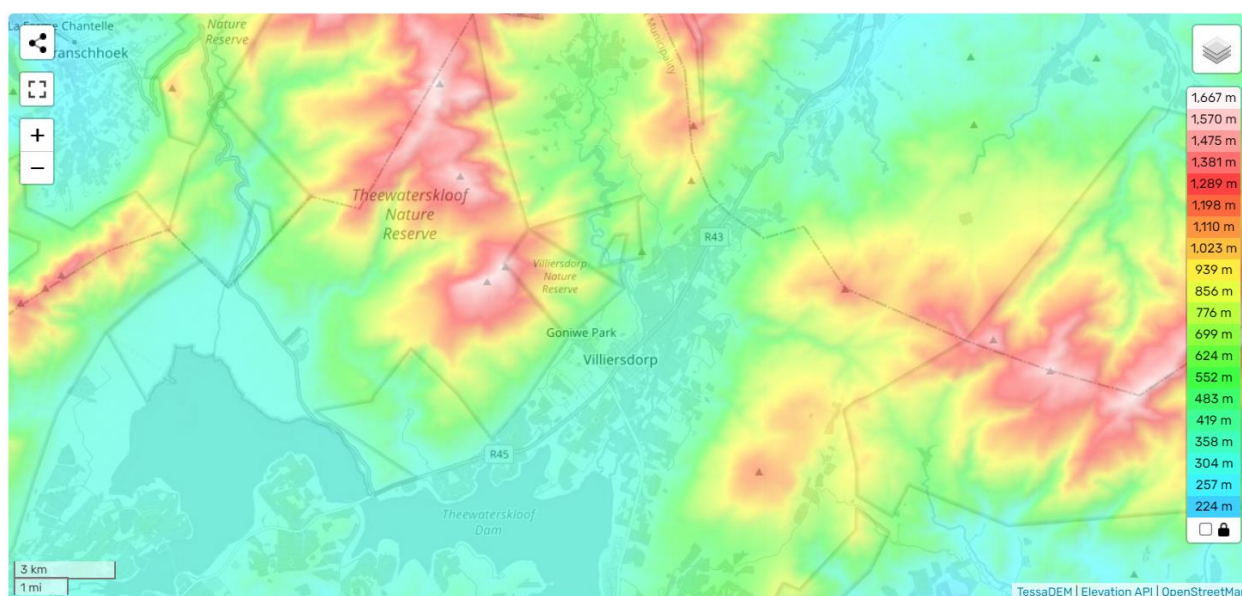 La Ferme Chantelle
Franschhoek
Nature
Reserve
Municipality
Theewaterskloof
Nature
Reserve
R43
Villiersdorp
Nature
Reserve
Goniwe Park
Villiersdorp
R45
Theewaterskloof
Dam
+
−
1,667 m
1,570 m
1,475 m
1,381 m
1,289 m
1,198 m
1,110 m
1,023 m
939 m
856 m
776 m
699 m
624 m
552 m
483 m
419 m
358 m
304 m
257 m
224 m
3 km
1 mi
TessaDEM | Elevation API | OpenStreetMap